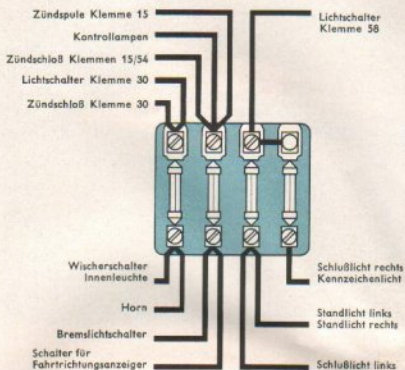 Zündspule Klemme 15
Kontrollampen
Zündschloß Klemmen 15/54
Lichtschalter Klemme 30
Zündschloß Klemme 30
Lichtschalter
Klemme 58
Wischerschalter
Innenleuchte
Horn
Bremslichtschalter
Schalter für
Fahrtrichtungsanzeiger
Schlußlicht rechts
Kennzeichenlicht
Standlicht links
Standlicht rechts
Schlußlicht links